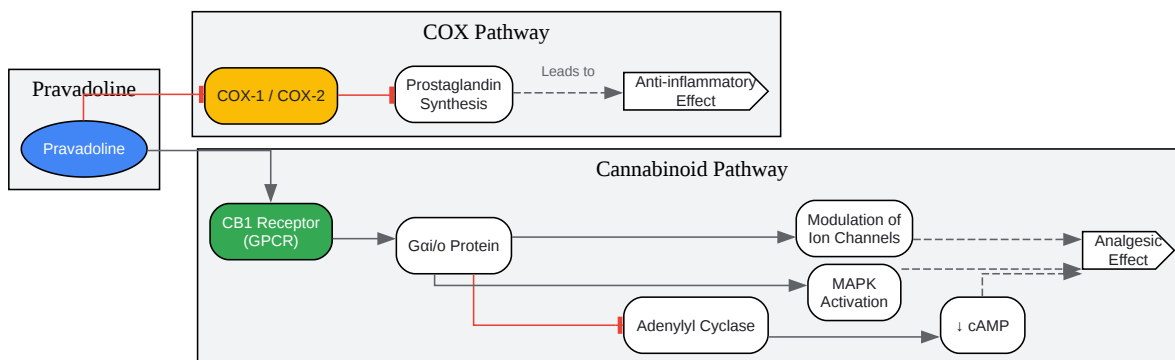 COX Pathway
Pravadoline
COX-1 / COX-2
Prostaglandin
Synthesis
Leads to
Anti-inflammatory
Effect
Pravadoline
Cannabinoid Pathway
CB1 Receptor
(GPCR)
Gαi/o Protein
Modulation of
Ion Channels
MAPK
Activation
Adenylyl Cyclase
↓ cAMP
Analgesic
Effect